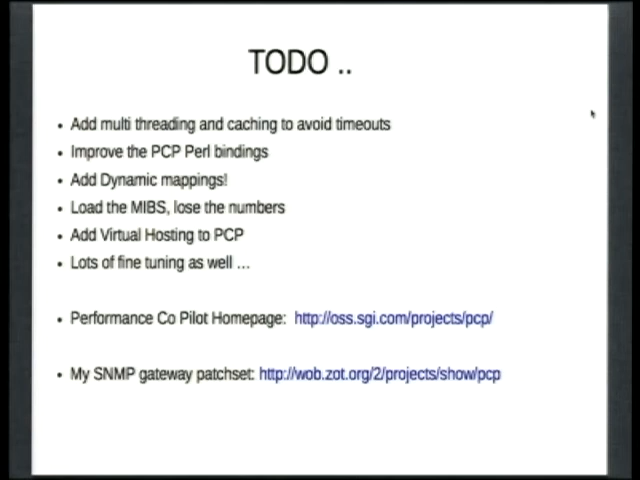 TODO ..
• Add multi threading and caching to avoid timeouts
• Improve the PCP Perl bindings
• Add Dynamic mappings!
• Load the MIBS, lose the numbers
• Add Virtual Hosting to PCP
• Lots of fine tuning as well ...
• Performance Co Pilot Homepage: http://oss.sgi.com/projects/pcp/
• My SNMP gateway patchset: http://wob.zot.org/2/projects/show/pcp